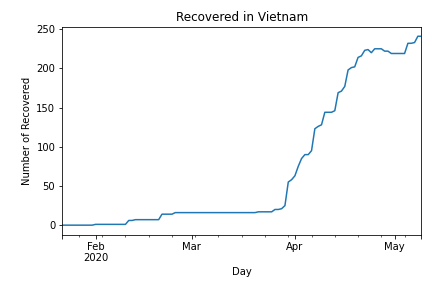 Recovered in Vietnam
Number of Recovered
250
200
150
100
50
0
Feb
2020
Mar
Apr
May
Day